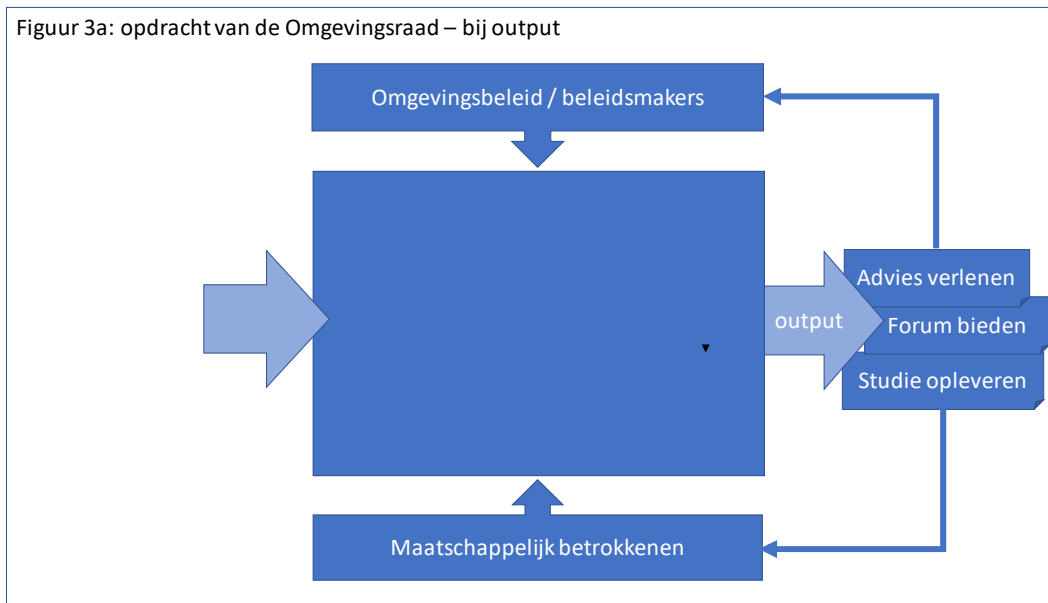 Figuur 3a: opdracht van de Omgevingsraad – bij output
Omgevingsbeleid / beleidsmakers
Advies verlenen
output
Forum bieden
Studie opleveren
Maatschappelijk betrokkenen